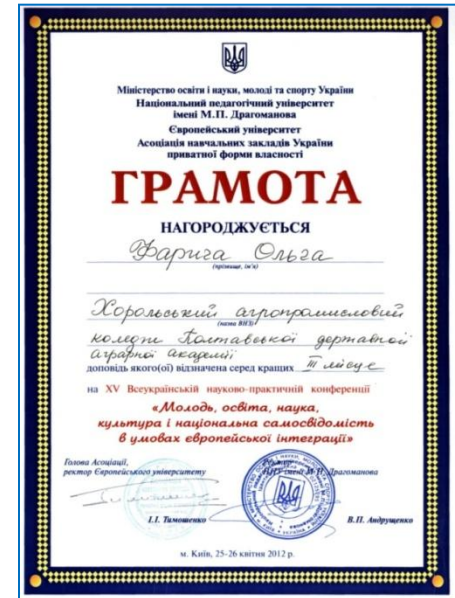 Міністерство освіти і науки, молоді та спорту України
Національний педагогічний університет
імені М.П. Драгоманова
Європейський університет
Асоціація навчальних закладів України
приватної форми власності
ГРАМОТА
НАГОРОДЖУЄТЬСЯ
Фарига Ольга
(прізвище, ім'я)
Хорольський агропромисловий
(назва ВНЗ)
коледж Полтавської державної
аграрної академії
доповідь якого(ої) відзначена серед кращих III місце
на XV Всеукраїнській науково-практичній конференції
«Молодь, освіта, наука,
культура і національна самосвідомість
в умовах європейської інтеграції»
Голова Асоціації,
ректор Європейського університету
Ректор
НПУ імені М.П. Драгоманова
І.І. Тимошенко
В.П. Андрущенко
м. Київ, 25-26 квітня 2012 р.